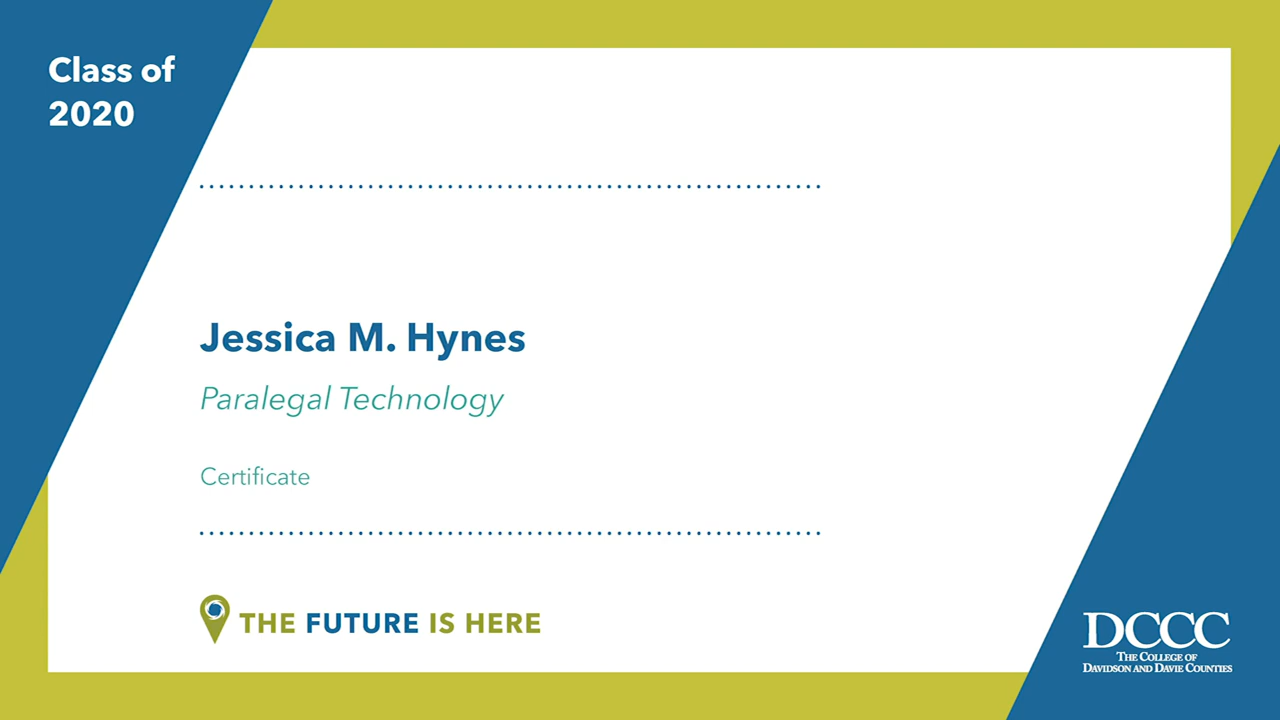 Class of
2020
Jessica M. Hynes
Paralegal Technology
Certificate
THE FUTURE IS HERE
DCCC
THE COLLEGE OF
DAVIDSON AND DAVIE COUNTIES